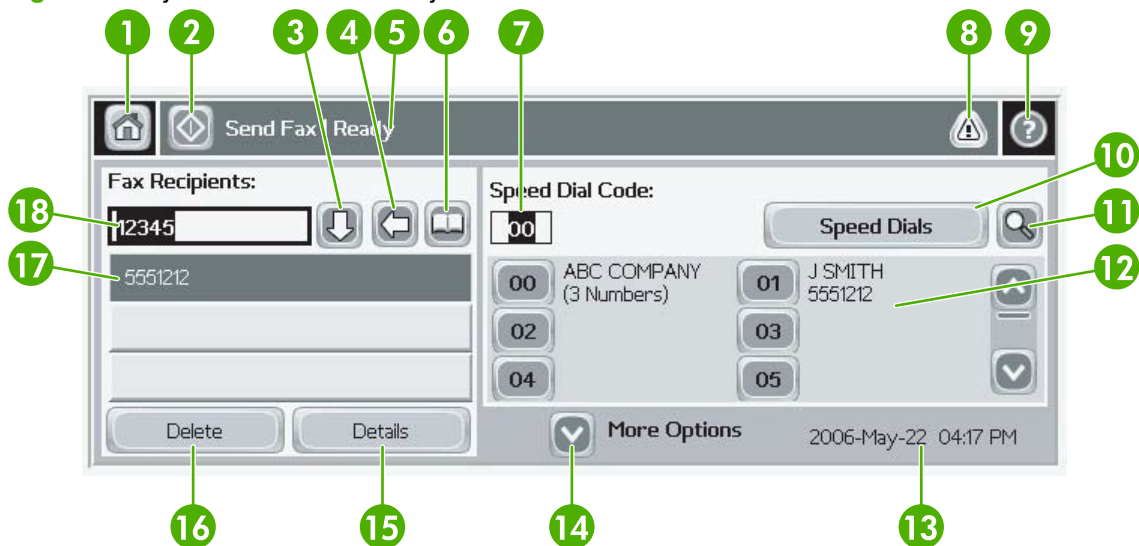 1 2 3 4 5 6 7 8 9
Send Fax | Ready
Fax Recipients:
12345
5551212
Delete
Details
Speed Dial Code:
00
Speed Dials
00 ABC COMPANY
(3 Numbers)
01 J SMITH
5551212
02 03
04 05
More Options
2006-May-22 04:17 PM
10
11
12
18
17
16 15 14 13